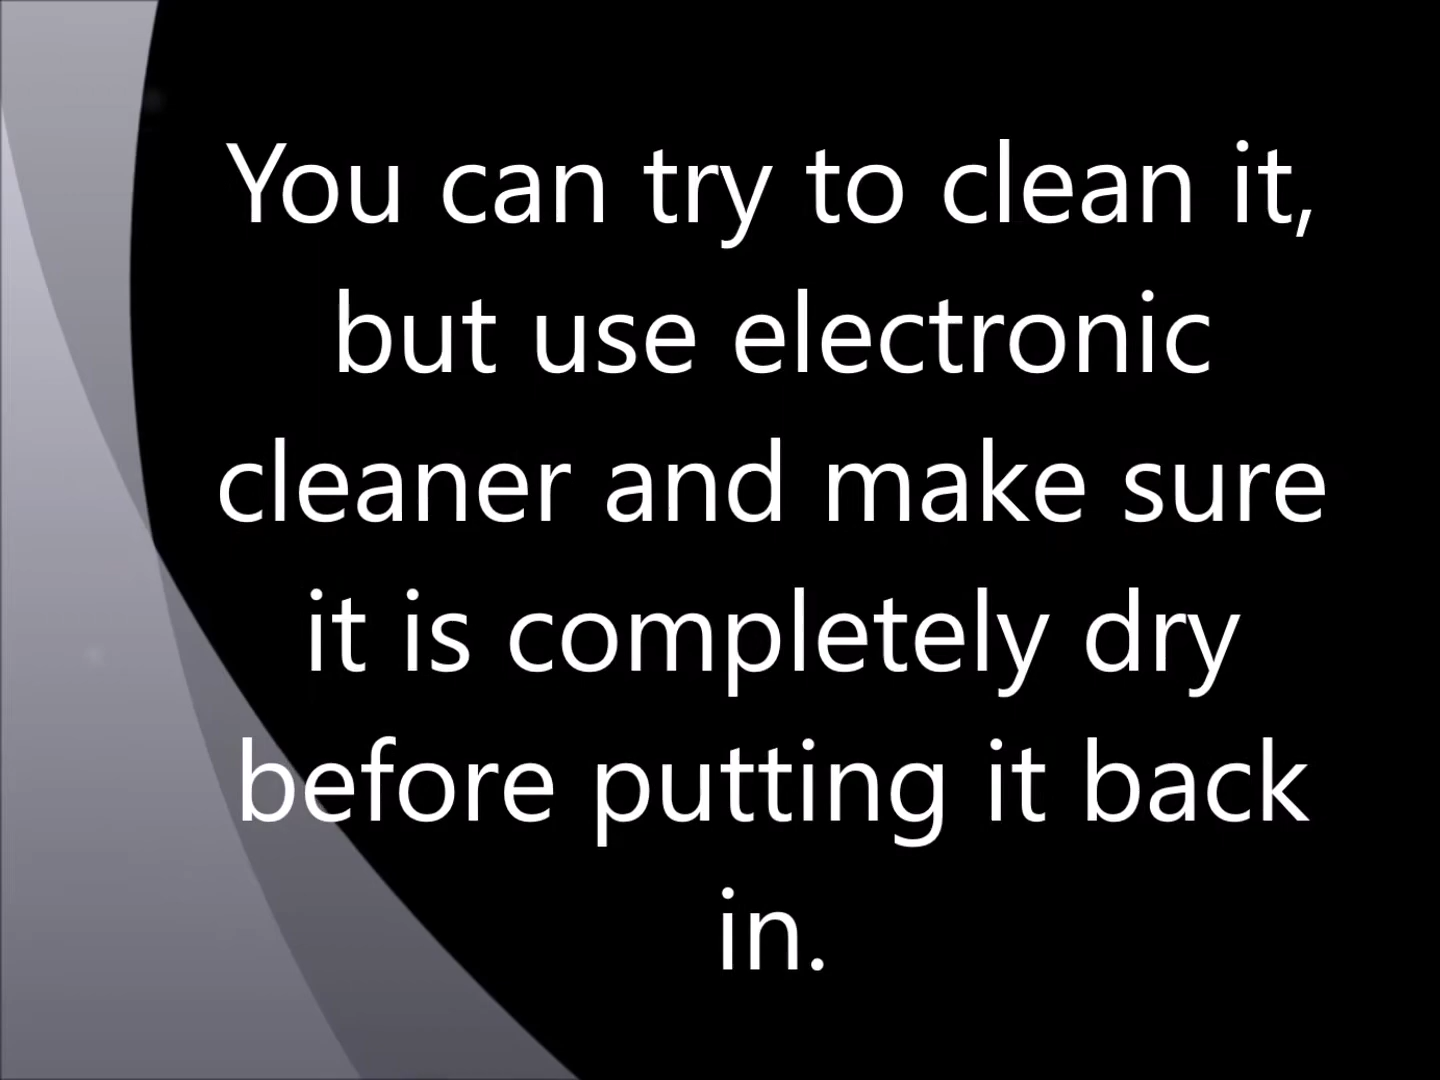 You can try to clean it,
but use electronic
cleaner and make sure
it is completely dry
before putting it back
in.